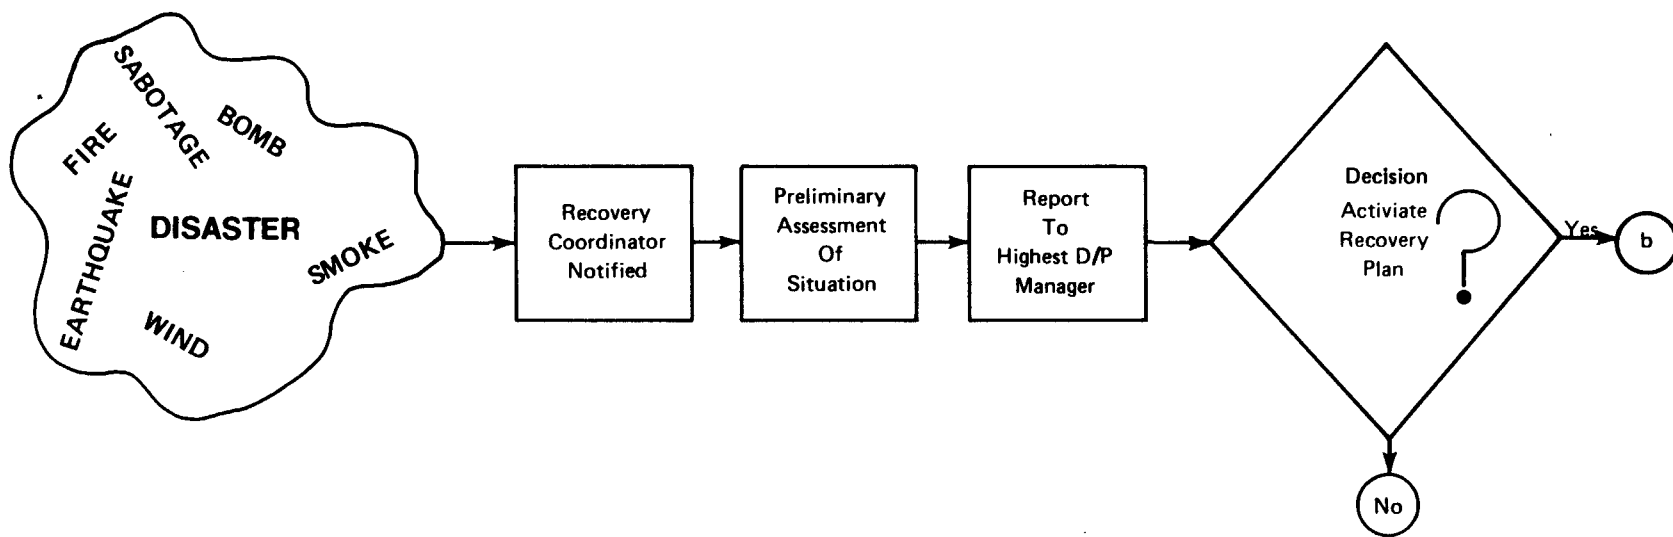 SABOTAGE
BOMB
FIRE
EARTHQUAKE
DISASTER
SMOKE
WIND
Recovery
Coordinator
Notified
Preliminary
Assessment
Of
Situation
Report
To
Highest D/P
Manager
Decision
Activiate
Recovery
Plan
?
Yes
b
No